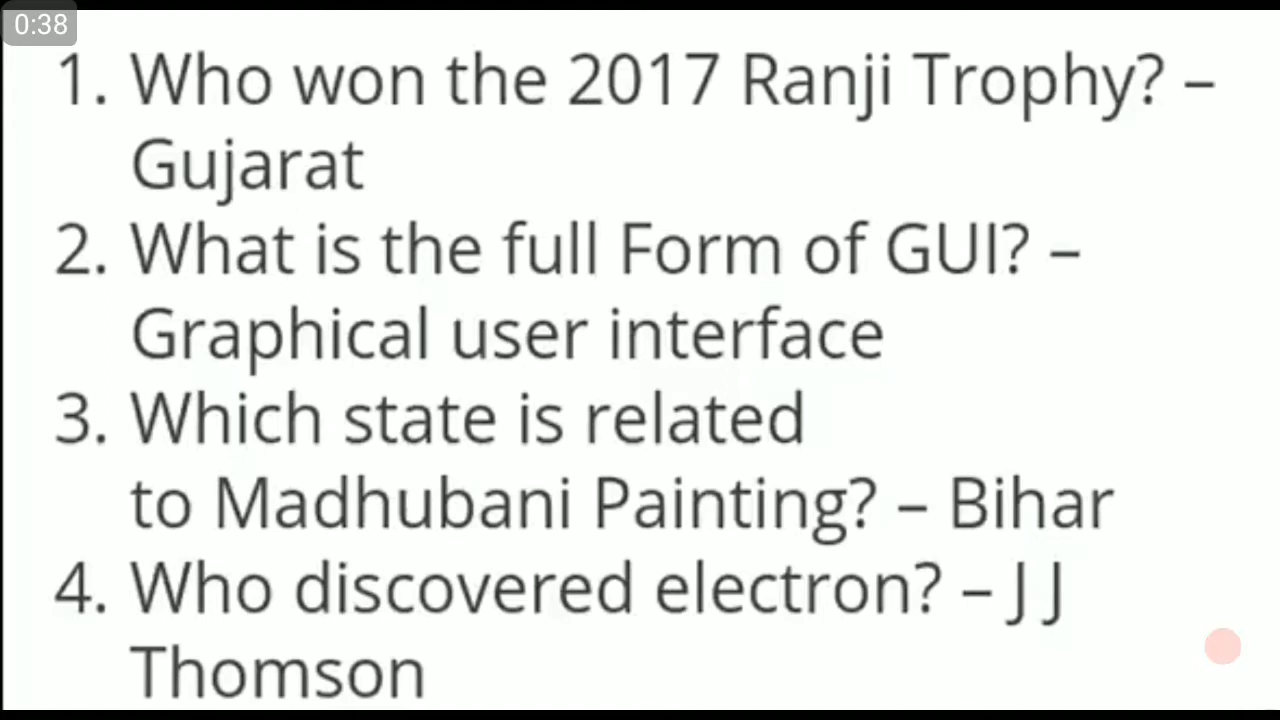 0:38
1. Who won the 2017 Ranji Trophy? –
Gujarat
2. What is the full Form of GUI? –
Graphical user interface
3. Which state is related
to Madhubani Painting? – Bihar
4. Who discovered electron? – J J
Thomson